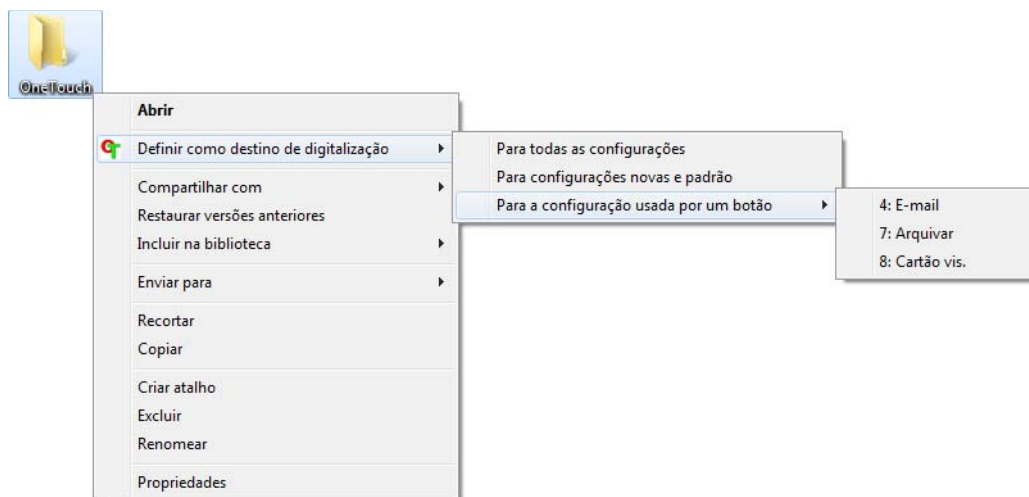 OneTouch
Abrir
Definir como destino de digitalização
Compartilhar com
Restaurar versões anteriores
Incluir na biblioteca
Enviar para
Recortar
Copiar
Criar atalho
Excluir
Renomear
Propriedades
Para todas as configurações
Para configurações novas e padrão
Para a configuração usada por um botão
4: E-mail
7: Arquivar
8: Cartão vis.